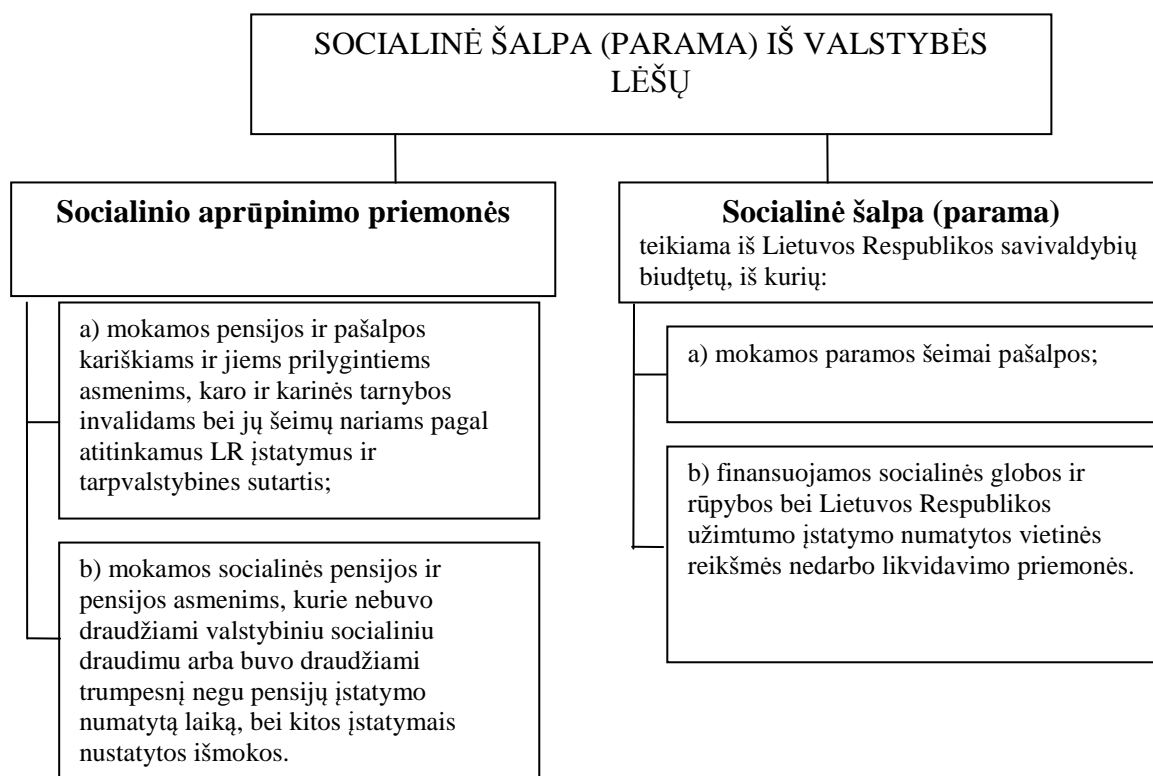 SOCIALINĖ ŠALPA (PARAMA) IŠ VALSTYBĖS
LĖŠŲ
Socialinio aprūpinimo priemonės
a) mokamos pensijos ir pašalpos
kariškiams ir jiems prilygintiems
asmenims, karo ir karinės tarnybos
invalidams bei jų šeimų nariams pagal
atitinkamus LR įstatymus ir
tarpvalstybines sutartis;
b) mokamos socialinės pensijos ir
pensijos asmenims, kurie nebuvo
draudžiami valstybiniu socialiniu
draudimu arba buvo draudžiami
trumpesnį negu pensijų įstatymo
numatytą laiką, bei kitos įstatymais
nustatytos išmokos.
Socialinė šalpa (parama)
teikiama iš Lietuvos Respublikos savivaldybių
biudţetų, iš kurių:
a) mokamos paramos šeimai pašalpos;
b) finansuojamos socialinės globos ir
rūpybos bei Lietuvos Respublikos
užimtumo įstatymo numatytos vietinės
reikšmės nedarbo likvidavimo priemonės.